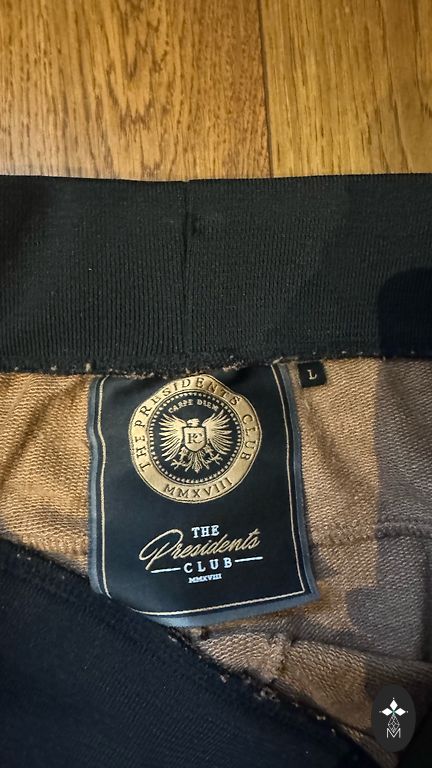 L
THE PRESIDENTS CLUB
CARPE DIEM
PC
MMXVIII
THE
Presidents
CLUB
MMXVIII
M